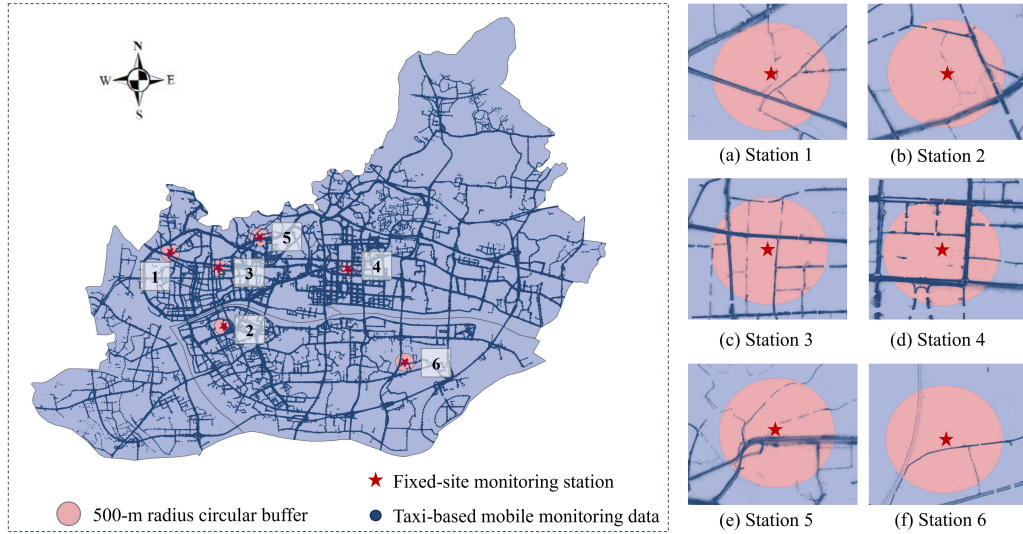 N
W E
S
1
2
3
4
5
6
Fixed-site monitoring station
500-m radius circular buffer
Taxi-based mobile monitoring data
(a) Station 1
(b) Station 2
(c) Station 3
(d) Station 4
(e) Station 5
(f) Station 6